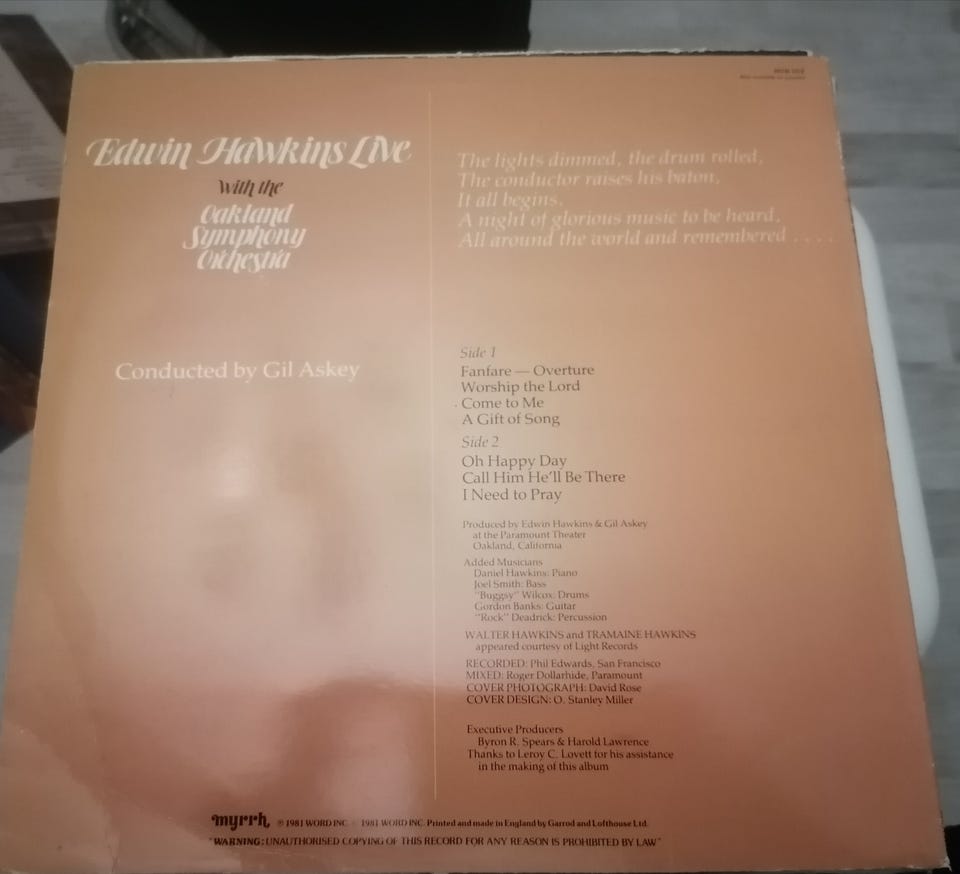 Edwin Hawkins Live
With the
Oakland
Symphony
Orchestra
Conducted by Gil Askey
The lights dimmed, the drum rolled,
The conductor raises his baton,
It all begins.
A night of glorious music to be heard,
All around the world and remembered . . . .
Side 1
Fanfare — Overture
Worship the Lord
Come to Me
A Gift of Song
Side 2
Oh Happy Day
Call Him He'll Be There
I Need to Pray
Produced by Edwin Hawkins & Gil Askey
at the Paramount Theater
Oakland, California
Added Musicians
Daniel Hawkins: Piano
Joel Smith: Bass
"Buggsy" Wilcox: Drums
Gordon Banks: Guitar
"Rock" Deadrick: Percussion
WALTER HAWKINS and TRAMAINE HAWKINS
appeared courtesy of Light Records
RECORDED: Phil Edwards, San Francisco
MIXED: Roger Dollarhide, Paramount
COVER PHOTOGRAPH: David Rose
COVER DESIGN: O. Stanley Miller
Executive Producers
Byron R. Spears & Harold Lawrence
Thanks to Leroy C. Lovett for his assistance
in the making of this album
myrrh ℗ 1981 WORD INC. © 1981 WORD INC. Printed and made in England by Garrod and Lofthouse Ltd.
"WARNING: UNAUTHORISED COPYING OF THIS RECORD FOR ANY REASON IS PROHIBITED BY LAW"